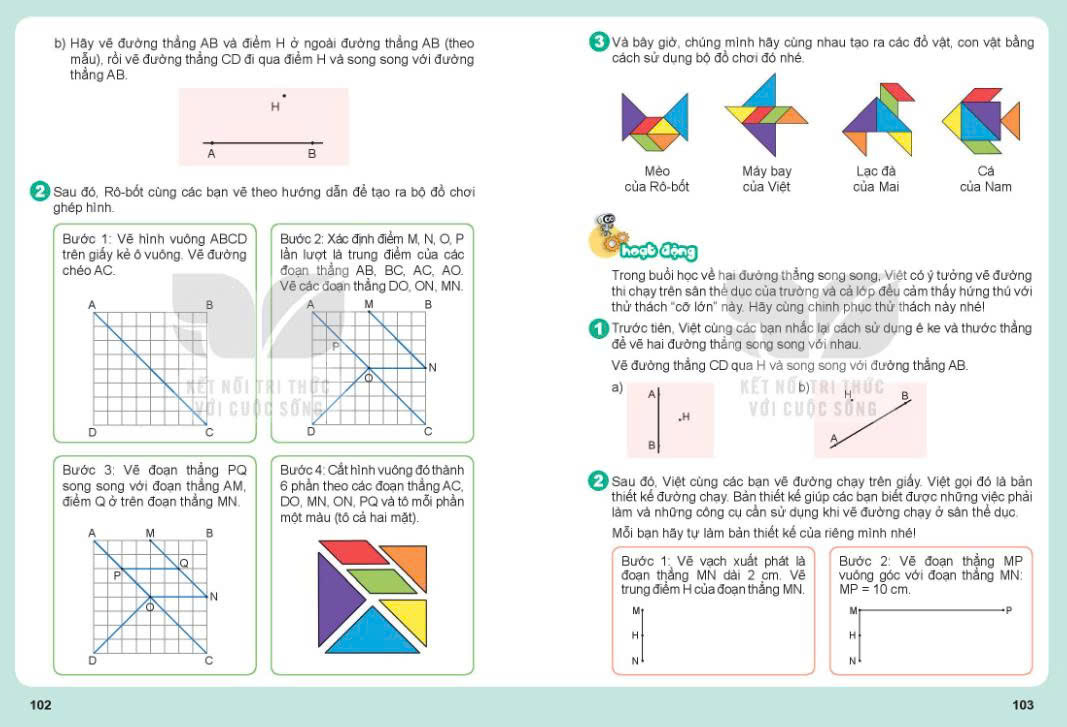 b) Hãy vẽ đường thẳng AB và điểm H ở ngoài đường thẳng AB (theo
mẫu), rồi vẽ đường thẳng CD đi qua điểm H và song song với đường
thẳng AB.
H
A B
2 Sau đó, Rô-bốt cùng các bạn vẽ theo hướng dẫn để tạo ra bộ đồ chơi
ghép hình.
Bước 1: Vẽ hình vuông ABCD
trên giấy kẻ ô vuông. Vẽ đường
chéo AC.
A B
D C
Bước 2: Xác định điểm M, N, O, P
lần lượt là trung điểm của các
đoạn thẳng AB, BC, AC, AO.
Vẽ các đoạn thẳng DO, ON, MN.
A M B
P
N
O
D C
KẾT NỐI TRI THỨC
VỚI CUỘC SỐNG
Bước 3: Vẽ đoạn thẳng PQ
song song với đoạn thẳng AM,
điểm Q ở trên đoạn thẳng MN.
A M B
Q
P
N
O
D C
Bước 4: Cắt hình vuông đó thành
6 phần theo các đoạn thẳng AC,
DO, MN, ON, PQ và tô mỗi phần
một màu (tô cả hai mặt).
102
3 Và bây giờ, chúng mình hãy cùng nhau tạo ra các đồ vật, con vật bằng
cách sử dụng bộ đồ chơi đó nhé.
Mèo
của Rô-bốt
Máy bay
của Việt
Lạc đà
của Mai
Cá
của Nam
hoạt động
Trong buổi học về hai đường thẳng song song, Việt có ý tưởng vẽ đường
thi chạy trên sân thể dục của trường và cả lớp đều cảm thấy hứng thú với
thử thách “cỡ lớn” này. Hãy cùng chinh phục thử thách này nhé!
1 Trước tiên, Việt cùng các bạn nhắc lại cách sử dụng ê ke và thước thẳng
để vẽ hai đường thẳng song song với nhau.
Vẽ đường thẳng CD qua H và song song với đường thẳng AB.
a)
A
H
B
b)
H
B
A
KẾT NỐI TRI THỨC
VỚI CUỘC SỐNG
2 Sau đó, Việt cùng các bạn vẽ đường chạy trên giấy. Việt gọi đó là bản
thiết kế đường chạy. Bản thiết kế giúp các bạn biết được những việc phải
làm và những công cụ cần sử dụng khi vẽ đường chạy ở sân thể dục.
Mỗi bạn hãy tự làm bản thiết kế của riêng mình nhé!
Bước 1: Vẽ vạch xuất phát là
đoạn thẳng MN dài 2 cm. Vẽ
trung điểm H của đoạn thẳng MN.
M
H
N
Bước 2: Vẽ đoạn thẳng MP
vuông góc với đoạn thẳng MN:
MP = 10 cm.
M P
H
N
103